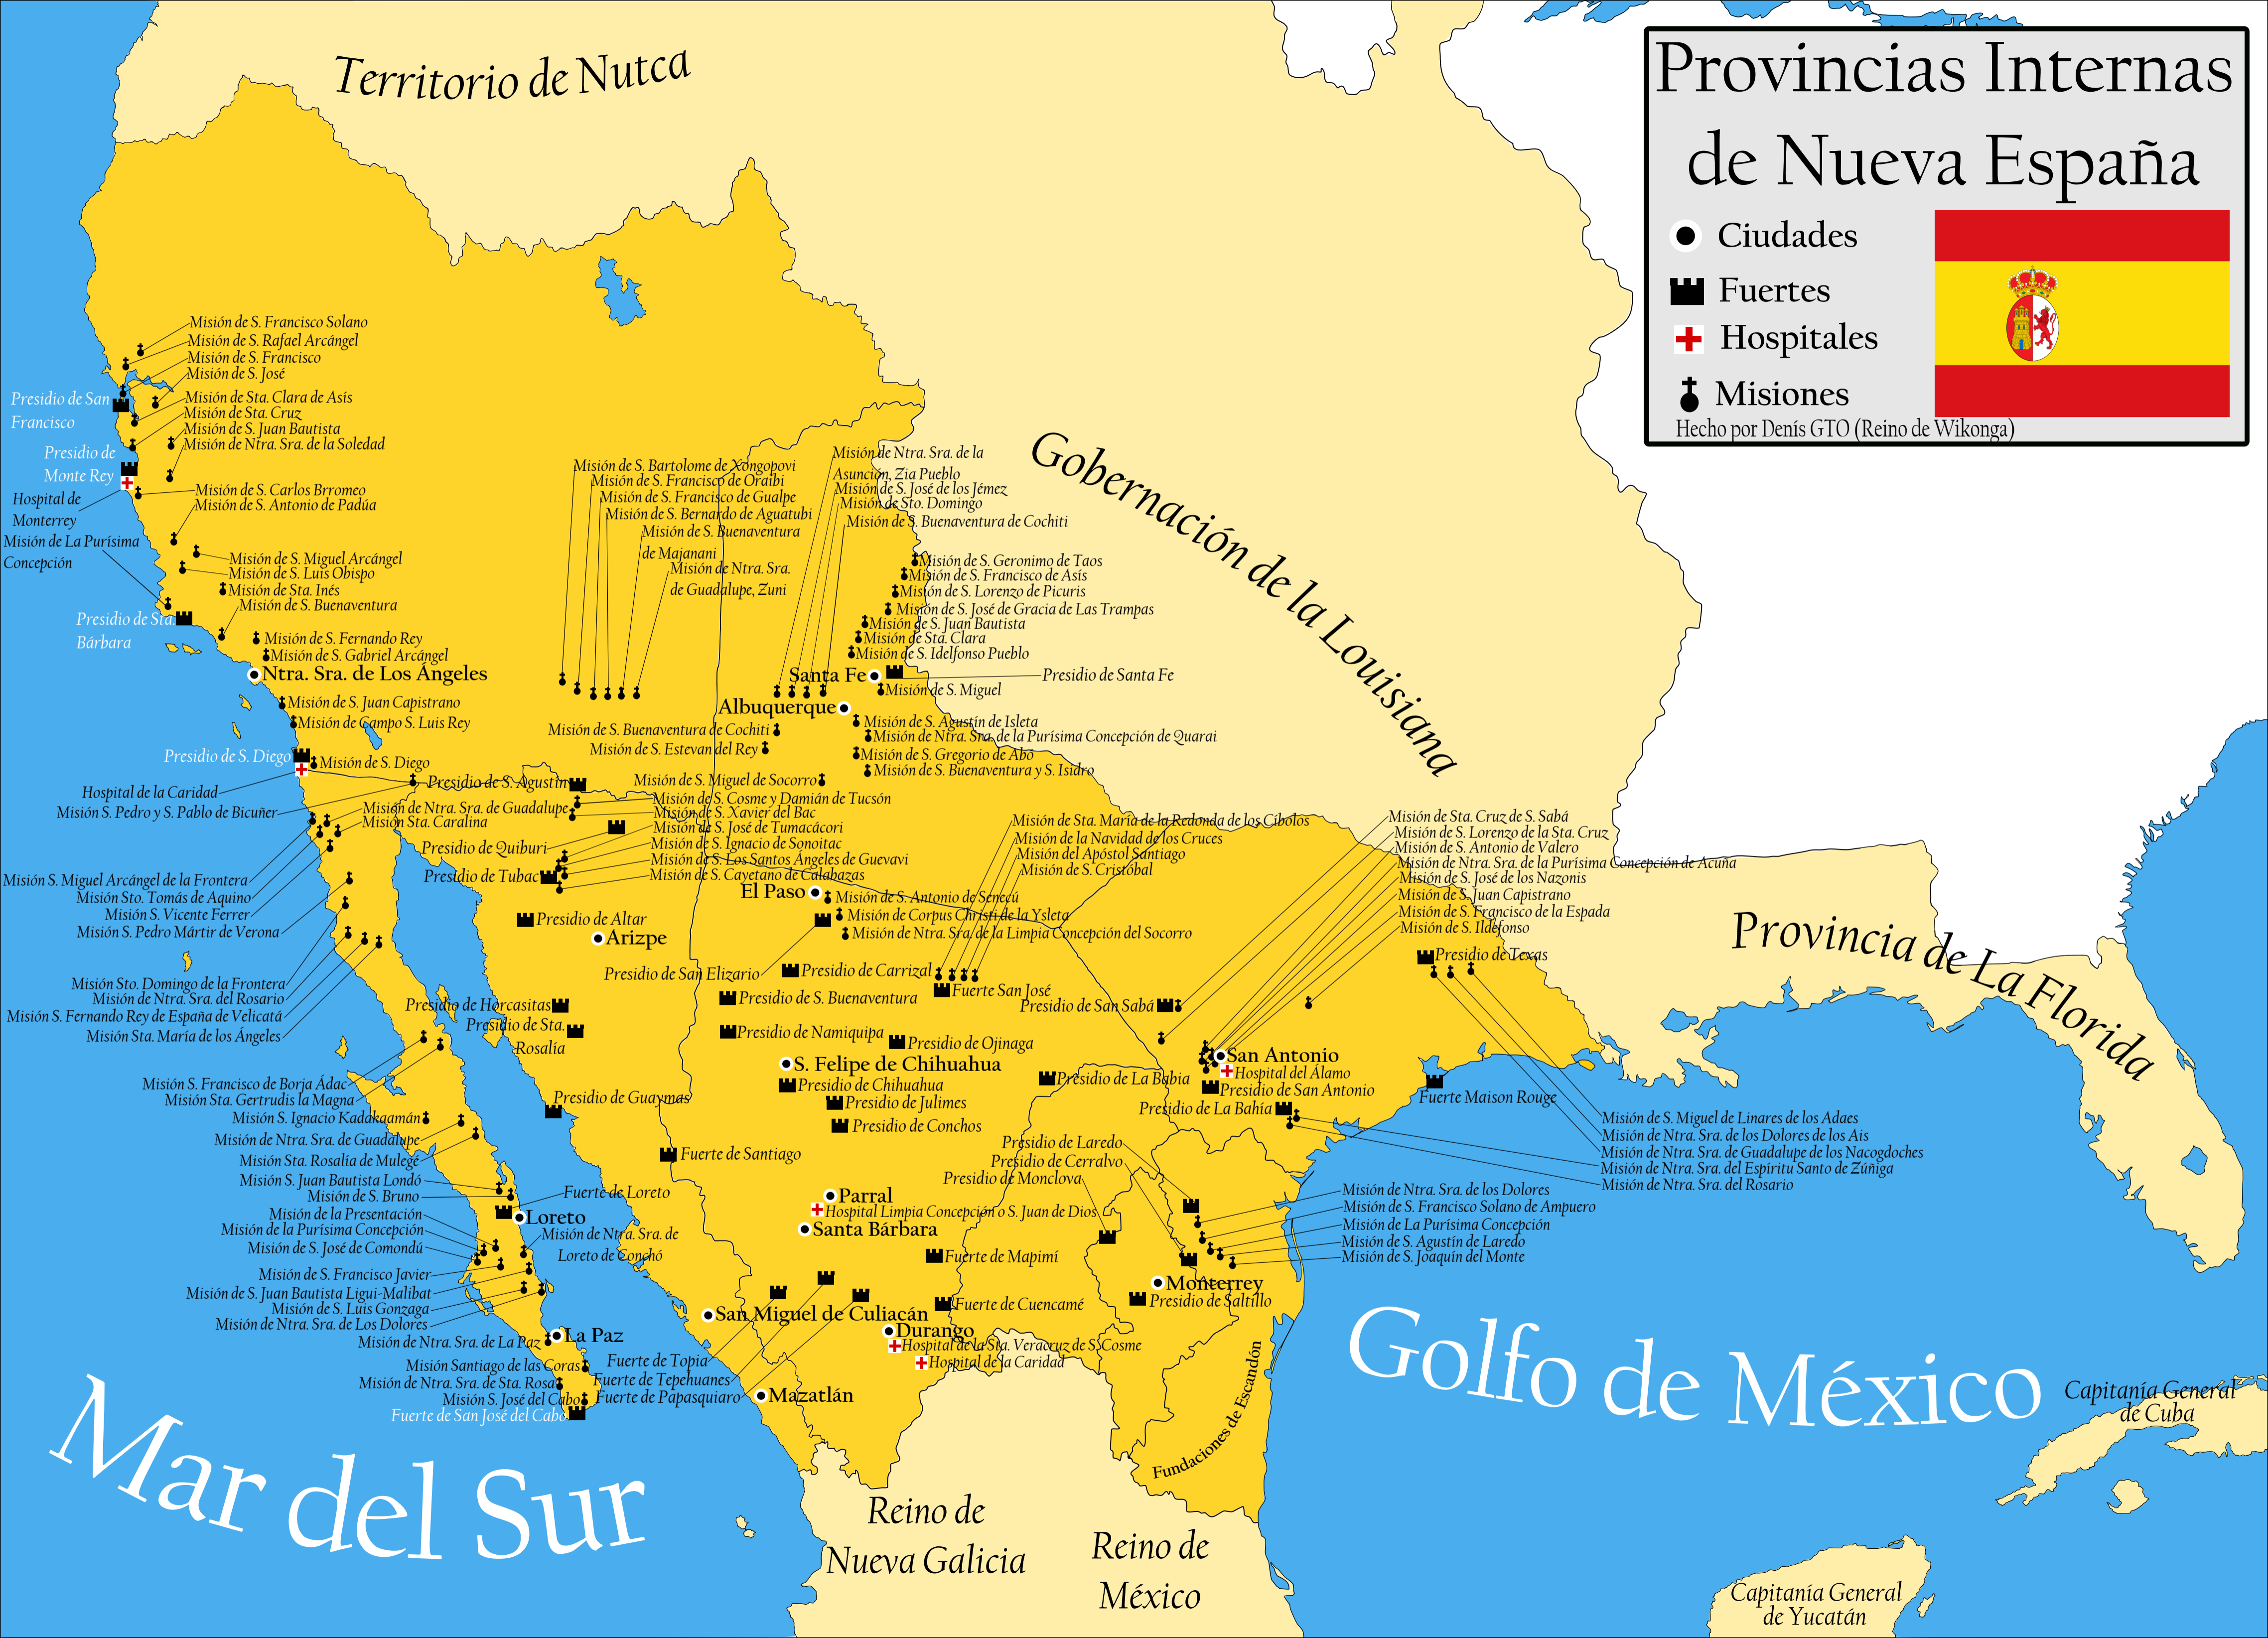 Provincias Internas
de Nueva España
Ciudades
Fuertes
Hospitales
Misiones
Hecho por Denís GTO (Reino de Wikonga)
Territorio de Nutca
Gobernación de la Louisiana
Provincia de La Florida
Golfo de México
Mar del Sur
Capitanía General
de Cuba
Capitanía General
de Yucatán
Reino de
Nueva Galicia
Reino de
México
Fundaciones de Escandón
Misión de S. Francisco Solano
Misión de S. Rafael Arcángel
Misión de S. Francisco
Misión de S. José
Presidio de San
Francisco
Misión de Sta. Clara de Asís
Misión de Sta. Cruz
Misión de S. Juan Bautista
Misión de Ntra. Sra. de la Soledad
Presidio de
Monte Rey
Hospital de
Monterrey
Misión de S. Carlos Brromeo
Misión de S. Antonio de Padúa
Misión de La Purísima
Concepción
Misión de S. Miguel Arcángel
Misión de S. Luis Obispo
Misión de Sta. Inés
Misión de S. Buenaventura
Presidio de Sta.
Bárbara
Misión de S. Fernando Rey
Misión de S. Gabriel Arcángel
Ntra. Sra. de Los Ángeles
Misión de S. Juan Capistrano
Misión de Campo S. Luis Rey
Presidio de S. Diego
Misión de S. Diego
Hospital de la Caridad
Misión S. Pedro y S. Pablo de Bicuñer
Misión de Ntra. Sra. de Guadalupe
Misión Sta. Caralina
Misión S. Miguel Arcángel de la Frontera
Misión Sto. Tomás de Aquino
Misión S. Vicente Ferrer
Misión S. Pedro Mártir de Verona
Misión Sto. Domingo de la Frontera
Misión de Ntra. Sra. del Rosario
Misión S. Fernando Rey de España de Velicatá
Misión Sta. María de los Ángeles
Misión S. Francisco de Borja Ádac
Misión Sta. Gertrudis la Magna
Misión S. Ignacio Kadakaamán
Misión de Ntra. Sra. de Guadalupe
Misión Sta. Rosalía de Mulegé
Misión S. Juan Bautista Londó
Misión de S. Bruno
Fuerte de Loreto
Loreto
Misión de la Presentación
Misión de la Purísima Concepción
Misión de S. José de Comondú
Misión de Ntra. Sra. de
Loreto de Conchó
Misión de S. Francisco Javier
Misión de S. Juan Bautista Ligui-Malibat
Misión de S. Luis Gonzaga
Misión de Ntra. Sra. de Los Dolores
Misión de Ntra. Sra. de La Paz
La Paz
Misión Santiago de las Coras
Misión de Ntra. Sra. de Sta. Rosa
Misión S. José del Cabo
Fuerte de San José del Cabo
Misión de S. Bartolome de Xongopovi
Misión de S. Francisco de Oraibi
Misión de S. Francisco de Gualpe
Misión de S. Bernardo de Aguatubi
Misión de S. Buenaventura
de Majanani
Misión de Ntra. Sra.
de Guadalupe, Zuni
Misión de Ntra. Sra. de la
Asunción, Zia Pueblo
Misión de S. José de los Jémez
Misión de Sto. Domingo
Misión de S. Buenaventura de Cochiti
Misión de S. Geronimo de Taos
Misión de S. Francisco de Asís
Misión de S. Lorenzo de Picuris
Misión de S. José de Gracia de Las Trampas
Misión de S. Juan Bautista
Misión de Sta. Clara
Misión de S. Idelfonso Pueblo
Santa Fe
Presidio de Santa Fe
Misión de S. Miguel
Albuquerque
Misión de S. Agustín de Isleta
Misión de Ntra. Sra. de la Purísima Concepción de Quarai
Misión de S. Buenaventura de Cochiti
Misión de S. Estevan del Rey
Misión de S. Gregorio de Abó
Misión de S. Buenaventura y S. Isidro
Misión de S. Miguel de Socorro
Presidio de S. Agustín
Misión de S. Cosme y Damián de Tucsón
Misión de S. Xavier del Bac
Misión de S. José de Tumacácori
Misión de S. Ignacio de Sonoitac
Misión de S. Los Santos Ángeles de Guevavi
Misión de S. Cayetano de Calabazas
Presidio de Quiburi
Presidio de Tubac
Presidio de Altar
Arizpe
El Paso
Misión de S. Antonio de Senecú
Misión de Corpus Christi de la Ysleta
Misión de Ntra. Sra. de la Limpia Concepción del Socorro
Presidio de San Elizario
Presidio de Carrizal
Misión de Sta. María de la Redonda de los Cíbolos
Misión de la Navidad de los Cruces
Misión del Apóstol Santiago
Misión de S. Cristóbal
Fuerte San José
Presidio de S. Buenaventura
Presidio de Horcasitas
Presidio de Sta.
Rosalía
Presidio de Namiquipa
Presidio de Ojinaga
S. Felipe de Chihuahua
Presidio de Chihuahua
Presidio de Julimes
Presidio de Conchos
Presidio de Guaymas
Fuerte de Santiago
Parral
Hospital Limpia Concepción o S. Juan de Dios
Santa Bárbara
Fuerte de Mapimí
Fuerte de Cuencamé
San Miguel de Culiacán
Durango
Hospital de la Sta. Veracruz de S. Cosme
Hospital de la Caridad
Fuerte de Topia
Fuerte de Tepehuanes
Fuerte de Papasquiaro
Mazatlán
Misión de Sta. Cruz de S. Sabá
Misión de S. Lorenzo de la Sta. Cruz
Misión de S. Antonio de Valero
Misión de Ntra. Sra. de la Purísima Concepción de Acuña
Misión de S. José de los Nazonis
Misión de S. Juan Capistrano
Misión de S. Francisco de la Espada
Misión de S. Ildefonso
Presidio de Texas
Presidio de San Sabá
San Antonio
Hospital del Álamo
Presidio de San Antonio
Presidio de La Babia
Presidio de La Bahía
Fuerte Maison Rouge
Misión de S. Miguel de Linares de los Adaes
Misión de Ntra. Sra. de los Dolores de los Ais
Misión de Ntra. Sra. de Guadalupe de los Nacogdoches
Misión de Ntra. Sra. del Espíritu Santo de Zúñiga
Misión de Ntra. Sra. del Rosario
Presidio de Laredo
Presidio de Cerralvo
Presidio de Monclova
Misión de Ntra. Sra. de los Dolores
Misión de S. Francisco Solano de Ampuero
Misión de La Purísima Concepción
Misión de S. Agustín de Laredo
Misión de S. Joaquín del Monte
Monterrey
Presidio de Saltillo